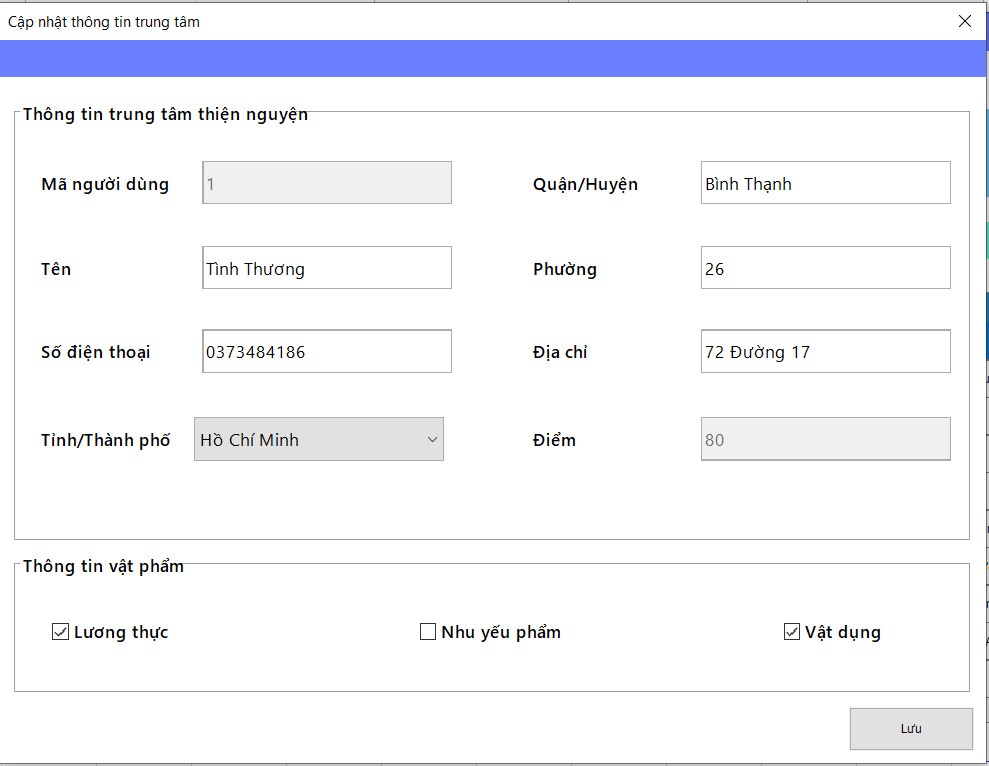 Cập nhật thông tin trung tâm
Thông tin trung tâm thiện nguyện
Mã người dùng 1 Quận/Huyện Bình Thạnh
Tên Tình Thương Phường 26
Số điện thoại 0373484186 Địa chỉ 72 Đường 17
Tỉnh/Thành phố Hồ Chí Minh Điểm 80
Thông tin vật phẩm
Lương thực Nhu yếu phẩm Vật dụng
Lưu